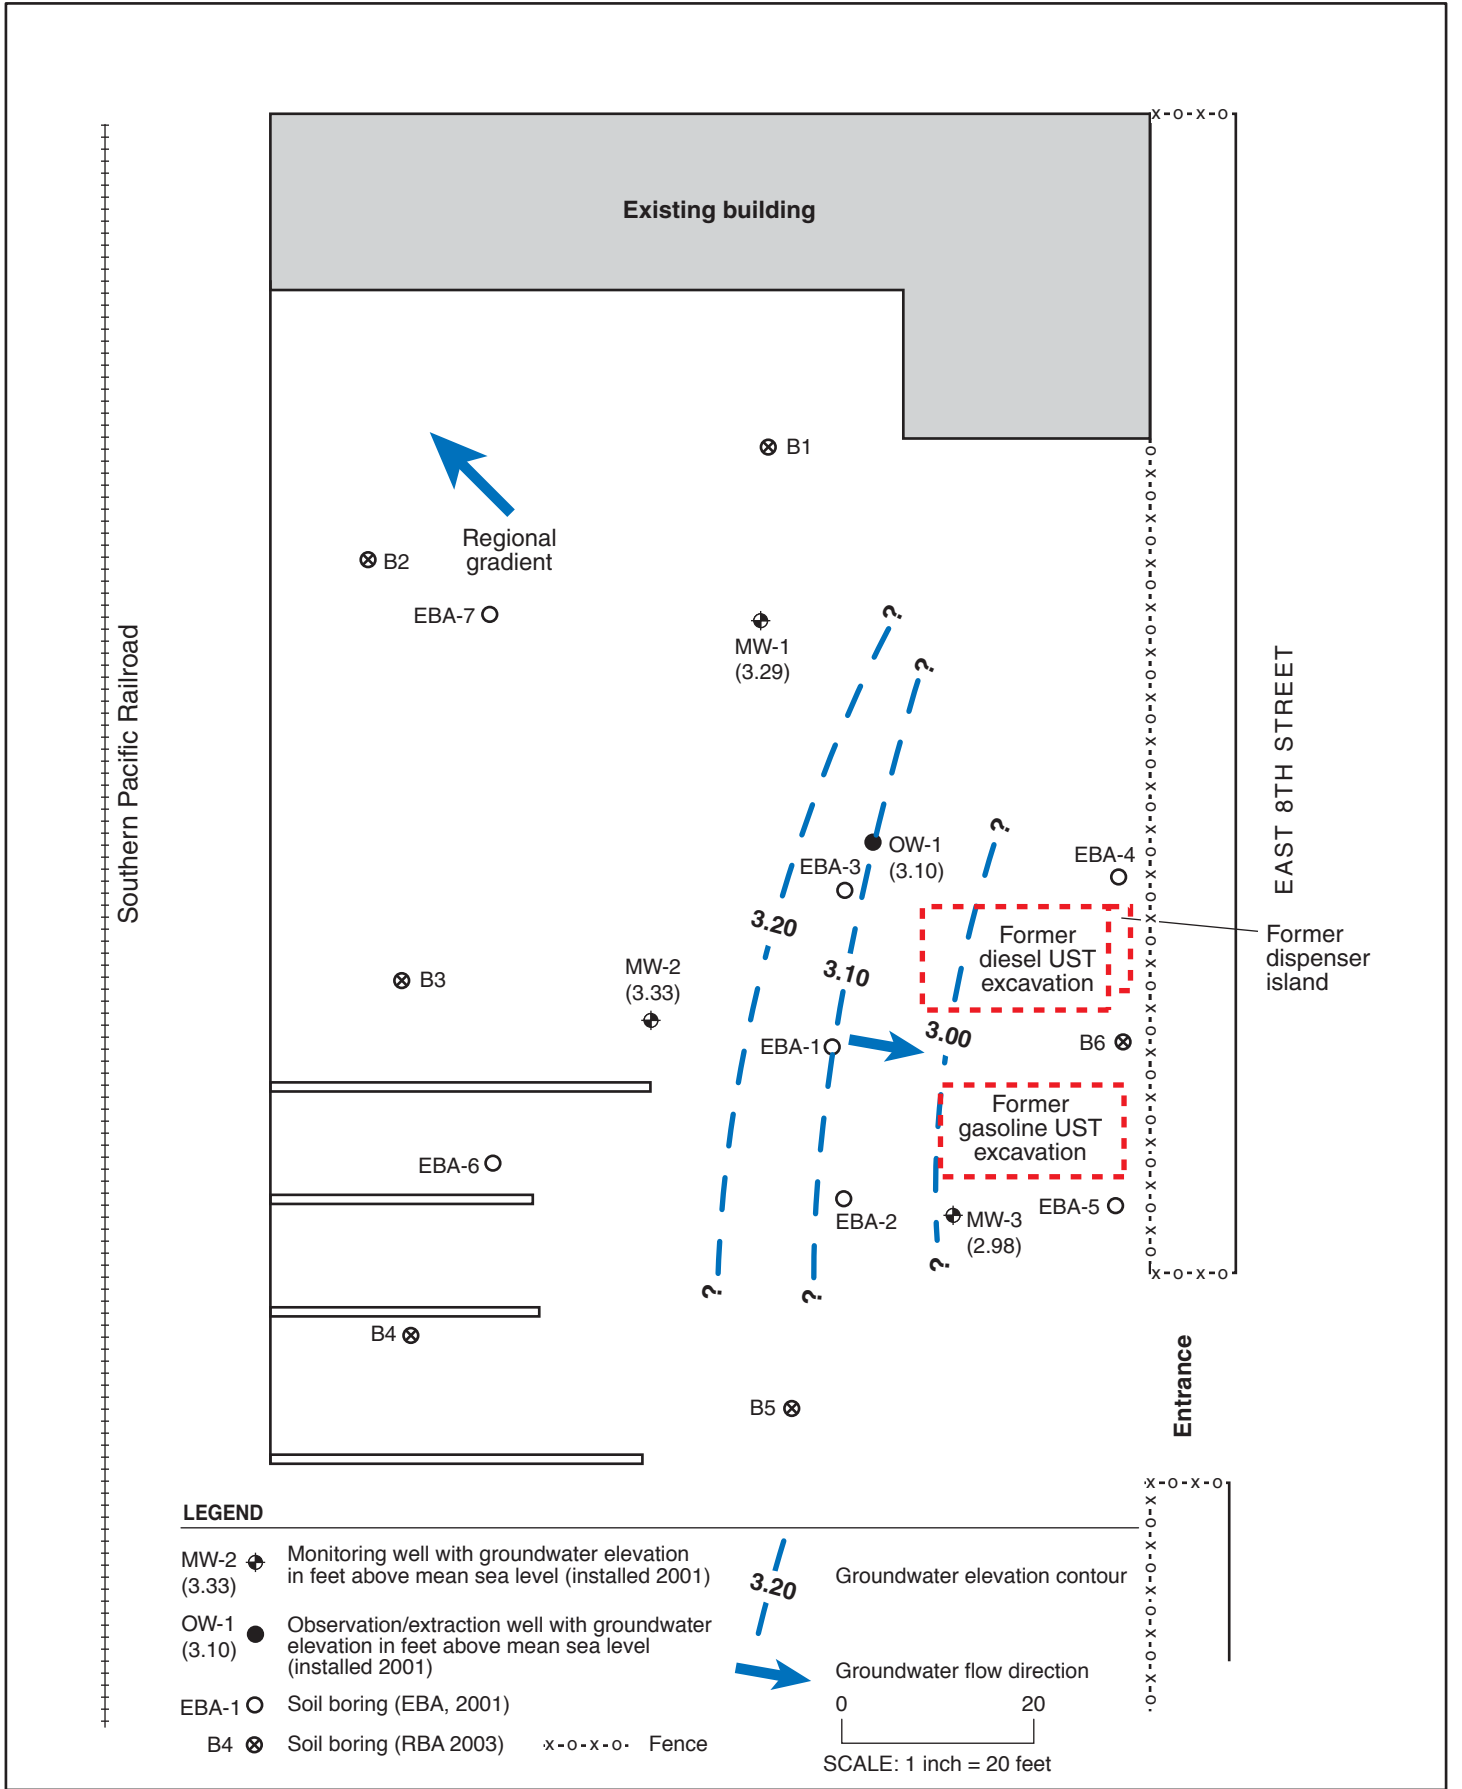 Existing building
Southern Pacific Railroad
EAST 8TH STREET
B1
Regional
gradient
B2
EBA-7
MW-1
(3.29)
?
?
OW-1
(3.10)
EBA-3
?
EBA-4
3.20
3.10
Former
diesel UST
excavation
Former
dispenser
island
B3
MW-2
(3.33)
EBA-1
3.00
B6
Former
gasoline UST
excavation
EBA-6
EBA-2
MW-3
(2.98)
EBA-5
?
?
?
B4
B5
Entrance
LEGEND
MW-2
(3.33)
Monitoring well with groundwater elevation
in feet above mean sea level (installed 2001)
OW-1
(3.10)
Observation/extraction well with groundwater
elevation in feet above mean sea level
(installed 2001)
EBA-1
Soil boring (EBA, 2001)
B4
Soil boring (RBA 2003)
x-o-x-o-
Fence
3.20
Groundwater elevation contour
Groundwater flow direction
0
20
SCALE: 1 inch = 20 feet